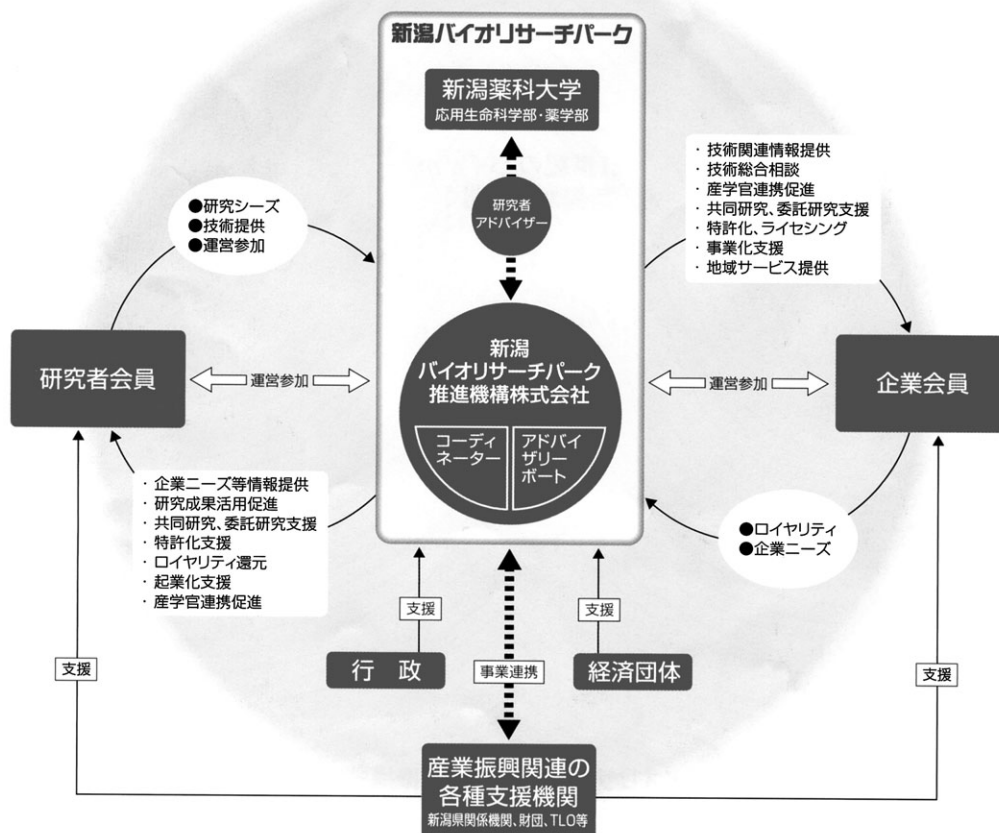 新潟バイオリサーチパーク
新潟薬科大学
応用生命科学部・薬学部
研究者
アドバイザー
●研究シーズ
●技術提供
●運営参加
・技術関連情報提供
・技術総合相談
・産学官連携促進
・共同研究、委託研究支援
・特許化、ライセシング
・事業化支援
・地域サービス提供
研究者会員
運営参加
新潟
バイオリサーチパーク
推進機構株式会社
コーディ
ネーター
アドバイ
ザリー
ボート
運営参加
企業会員
・企業ニーズ等情報提供
・研究成果活用促進
・共同研究、委託研究支援
・特許化支援
・ロイヤリティ還元
・起業化支援
・産学官連携促進
●ロイヤリティ
●企業ニーズ
支援
支援
行 政
事業連携
経済団体
支援
支援
産業振興関連の
各種支援機関
新潟県関係機関、財団、TLO等